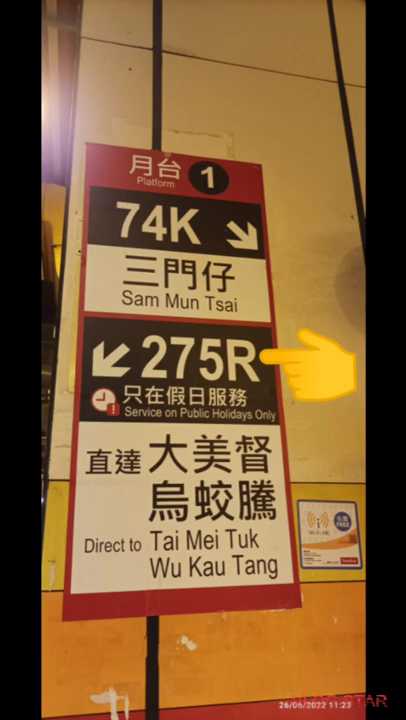 月台
Platform
1
74K
三門仔
Sam Mun Tsai
275R
只在假日服務
Service on Public Holidays Only
直達 大美督
烏蛟騰
Direct to Tai Mei Tuk
Wu Kau Tang
FREE
26/06/2022 11:23